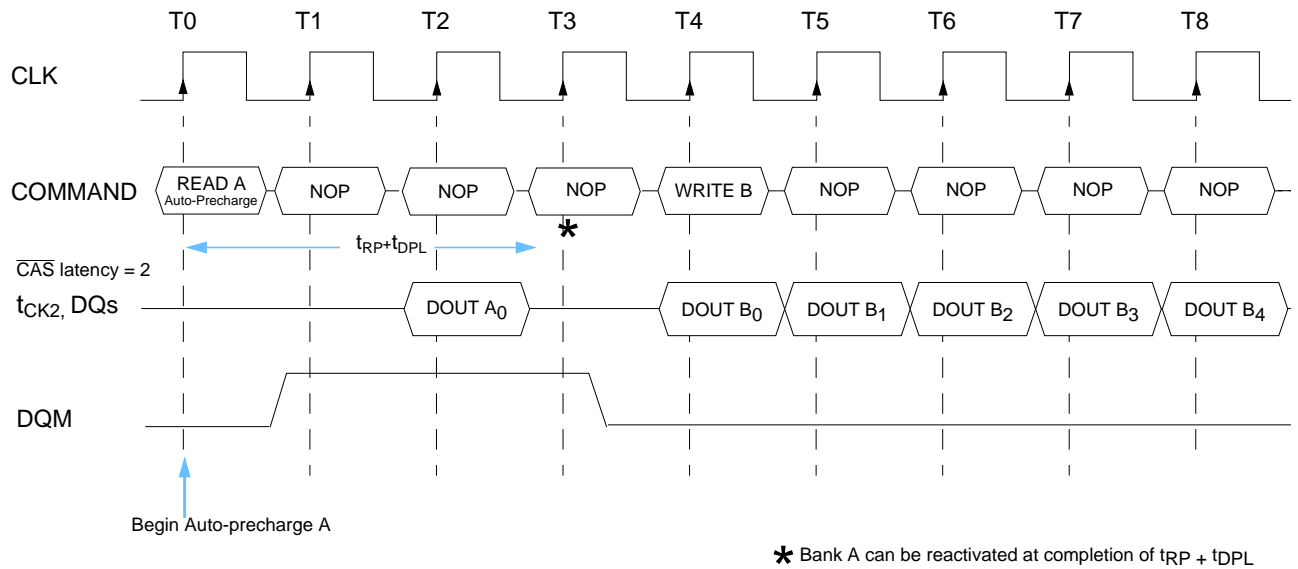 T0 T1 T2 T3 T4 T5 T6 T7 T8
CLK
COMMAND READ A NOP NOP NOP WRITE B NOP NOP NOP NOP
Auto-Precharge
*
tRP+tDPL
CAS latency = 2
tCK2, DQs DOUT A0 DOUT B0 DOUT B1 DOUT B2 DOUT B3 DOUT B4
DQM
Begin Auto-precharge A
* Bank A can be reactivated at completion of tRP + tDPL